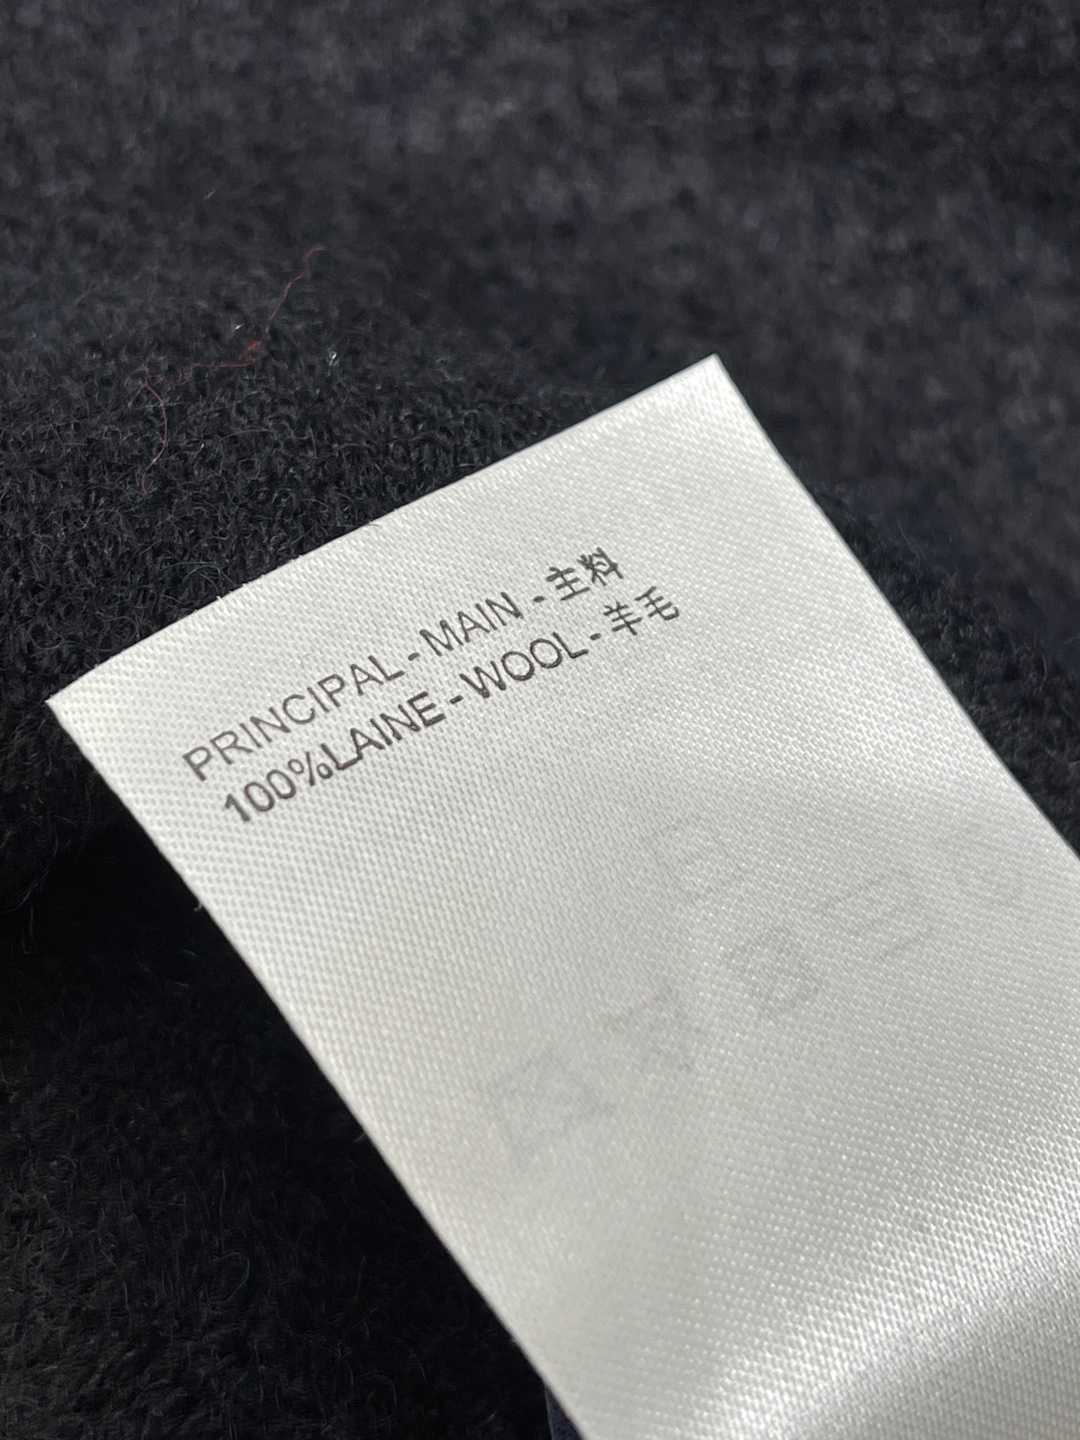 PRINCIPAL - MAIN - 主料
100%LAINE - WOOL - 羊毛